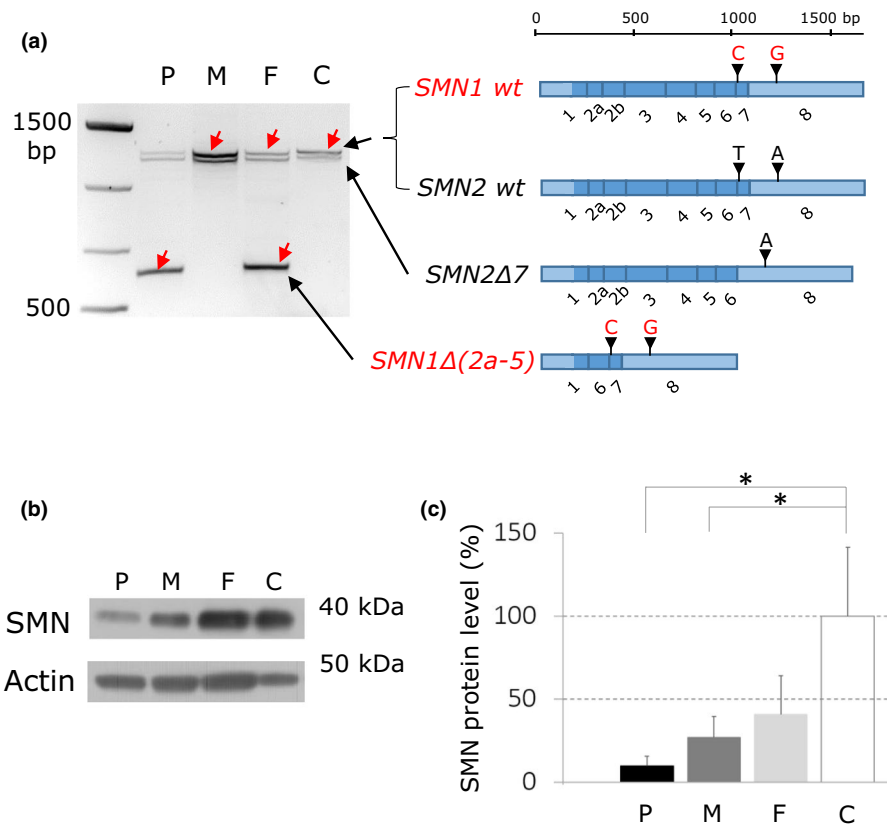 (a)
P M F C
1500
bp
500
0 500 1000 1500 bp
C G
SMN1 wt
1 2a 2b 3 4 5 6 7 8
T A
SMN2 wt
1 2a 2b 3 4 5 6 7 8
A
SMN2Δ7
1 2a 2b 3 4 5 6 8
C G
SMN1Δ(2a-5)
1 6 7 8
(b)
P M F C
SMN 40 kDa
Actin 50 kDa
(c)
SMN protein level (%)
* 
*
150
100
50
0
P M F C